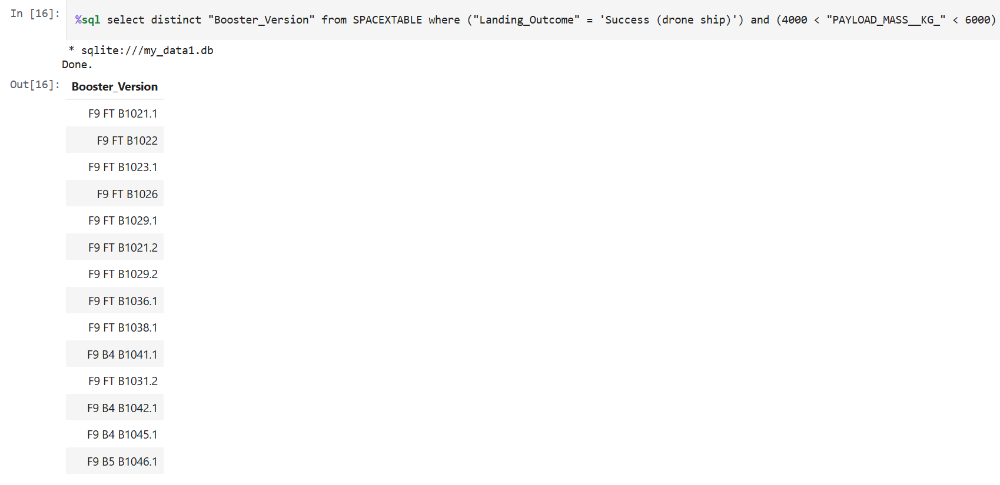 In [16]:
%sql select distinct "Booster_Version" from SPACEXTABLE where ("Landing_Outcome" = 'Success (drone ship)') and (4000 < "PAYLOAD_MASS__KG_" < 6000)
* sqlite:///my_data1.db
Done.
Out[16]:
Booster_Version
F9 FT B1021.1
F9 FT B1022
F9 FT B1023.1
F9 FT B1026
F9 FT B1029.1
F9 FT B1021.2
F9 FT B1029.2
F9 FT B1036.1
F9 FT B1038.1
F9 B4 B1041.1
F9 FT B1031.2
F9 B4 B1042.1
F9 B4 B1045.1
F9 B5 B1046.1